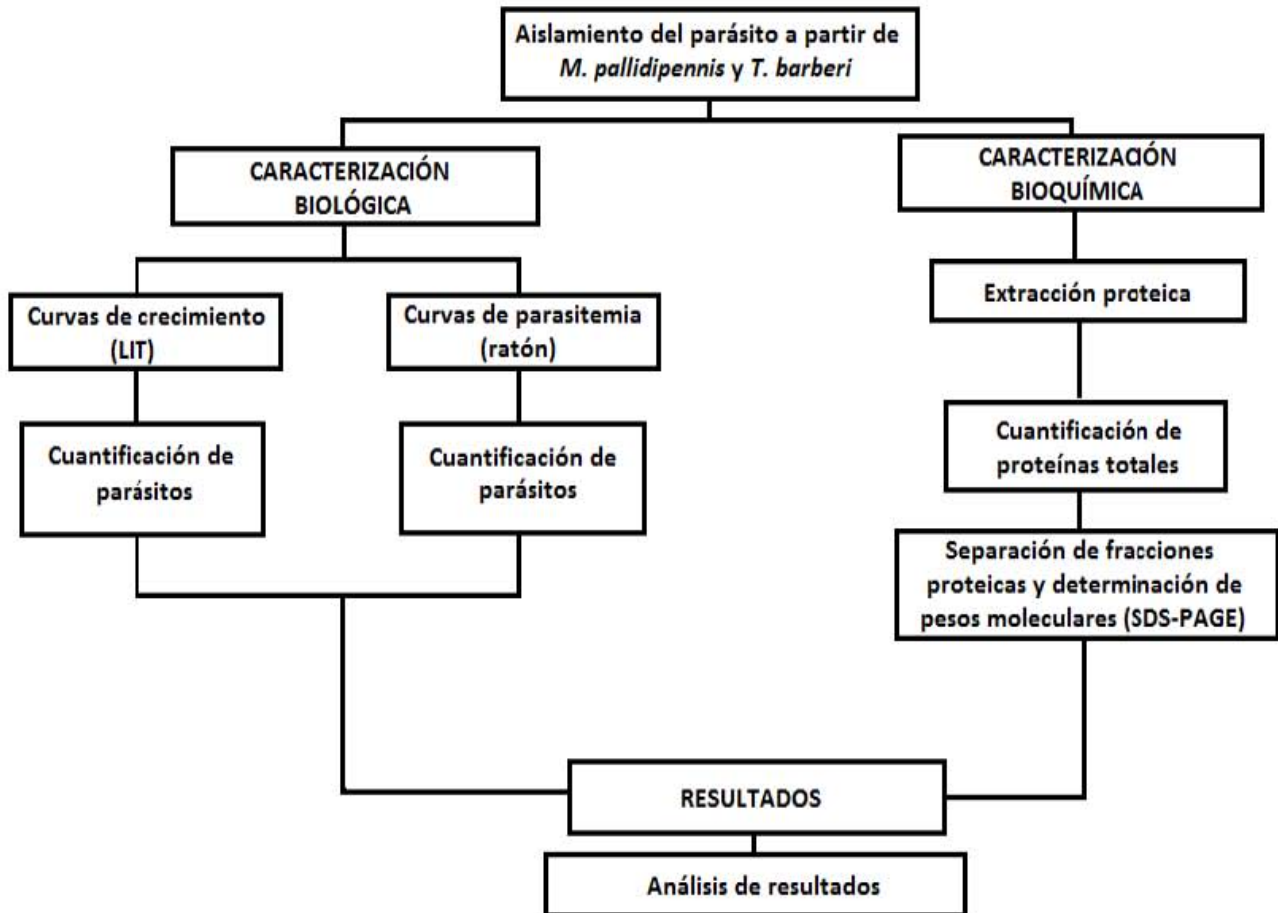 Aislamiento del parásito a partir de
M. pallidipennis y T. barberi
CARACTERIZACIÓN
BIOLÓGICA
CARACTERIZACIÓN
BIOQUÍMICA
Curvas de crecimiento
(LIT)
Curvas de parasitemia
(ratón)
Extracción proteica
Cuantificación de
parásitos
Cuantificación de
parásitos
Cuantificación de
proteínas totales
Separación de fracciones
proteicas y determinación de
pesos moleculares (SDS-PAGE)
RESULTADOS
Análisis de resultados